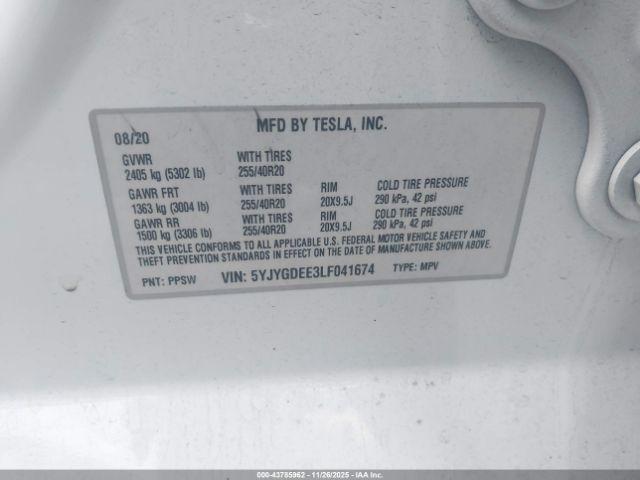 08/20 MFD BY TESLA, INC.
GVWR WITH TIRES
2405 kg (5302 lb) 255/40R20
GAWR FRT WITH TIRES RIM COLD TIRE PRESSURE
1363 kg (3004 lb) 255/40R20 20X9.5J 290 kPa, 42 psi
GAWR RR WITH TIRES RIM COLD TIRE PRESSURE
1500 kg (3306 lb) 255/40R20 20X9.5J 290 kPa, 42 psi
THIS VEHICLE CONFORMS TO ALL APPLICABLE U.S. FEDERAL MOTOR VEHICLE SAFETY AND
THEFT PREVENTION STANDARDS IN EFFECT ON THE DATE OF MANUFACTURE SHOWN ABOVE.
PNT: PPSW VIN: 5YJYGDEE3LF041674 TYPE: MPV
000-43785962 11/26/2025 IAAI.COM